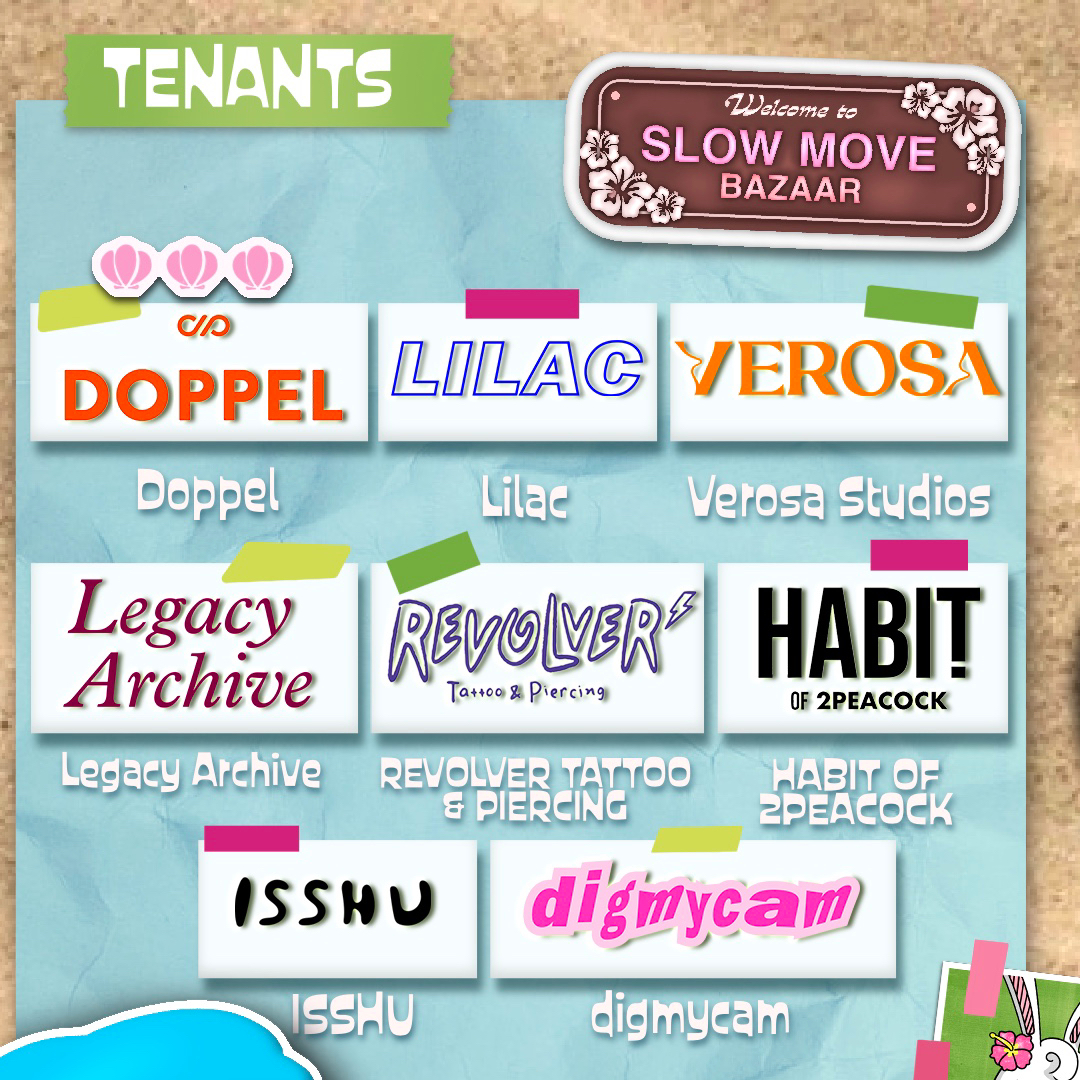 TENANTS
Welcome to
SLOW MOVE
BAZAAR
DOPPEL
LILAC
VEROSA
Doppel
Lilac
Verosa Studios
Legacy
Archive
REVOLVER
Tattoo & Piercing
HABIT
OF 2PEACOCK
Legacy Archive
REVOLVER TATTOO
& PIERCING
HABIT OF
2PEACOCK
ISSHU
digmycam
ISSHU
digmycam